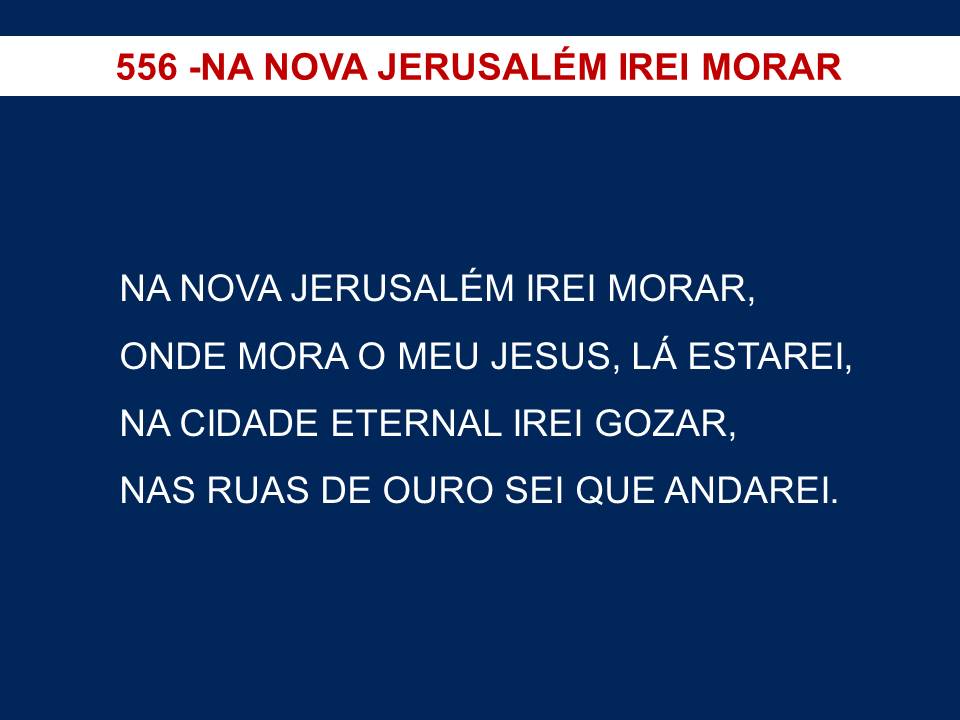 556 -NA NOVA JERUSALÉM IREI MORAR
NA NOVA JERUSALÉM IREI MORAR,
ONDE MORA O MEU JESUS, LÁ ESTAREI,
NA CIDADE ETERNAL IREI GOZAR,
NAS RUAS DE OURO SEI QUE ANDAREI.